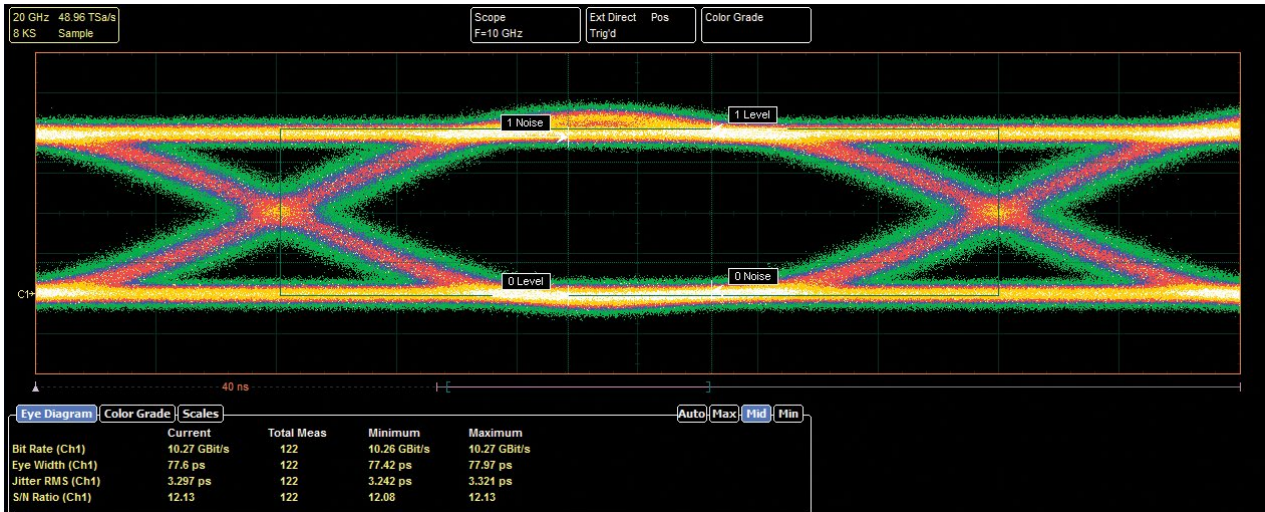 20 GHz 48.96 TSa/s
8 KS Sample
Scope
F=10 GHz
Ext Direct Pos
Trig'd
Color Grade
1 Noise
1 Level
0 Level
0 Noise
C1
40 ns
Eye Diagram Color Grade Scales Auto Max Mid Min
Current Total Meas Minimum Maximum
Bit Rate (Ch1) 10.27 GBit/s 122 10.26 GBit/s 10.27 GBit/s
Eye Width (Ch1) 77.6 ps 122 77.42 ps 77.97 ps
Jitter RMS (Ch1) 3.297 ps 122 3.242 ps 3.321 ps
S/N Ratio (Ch1) 12.13 122 12.08 12.13